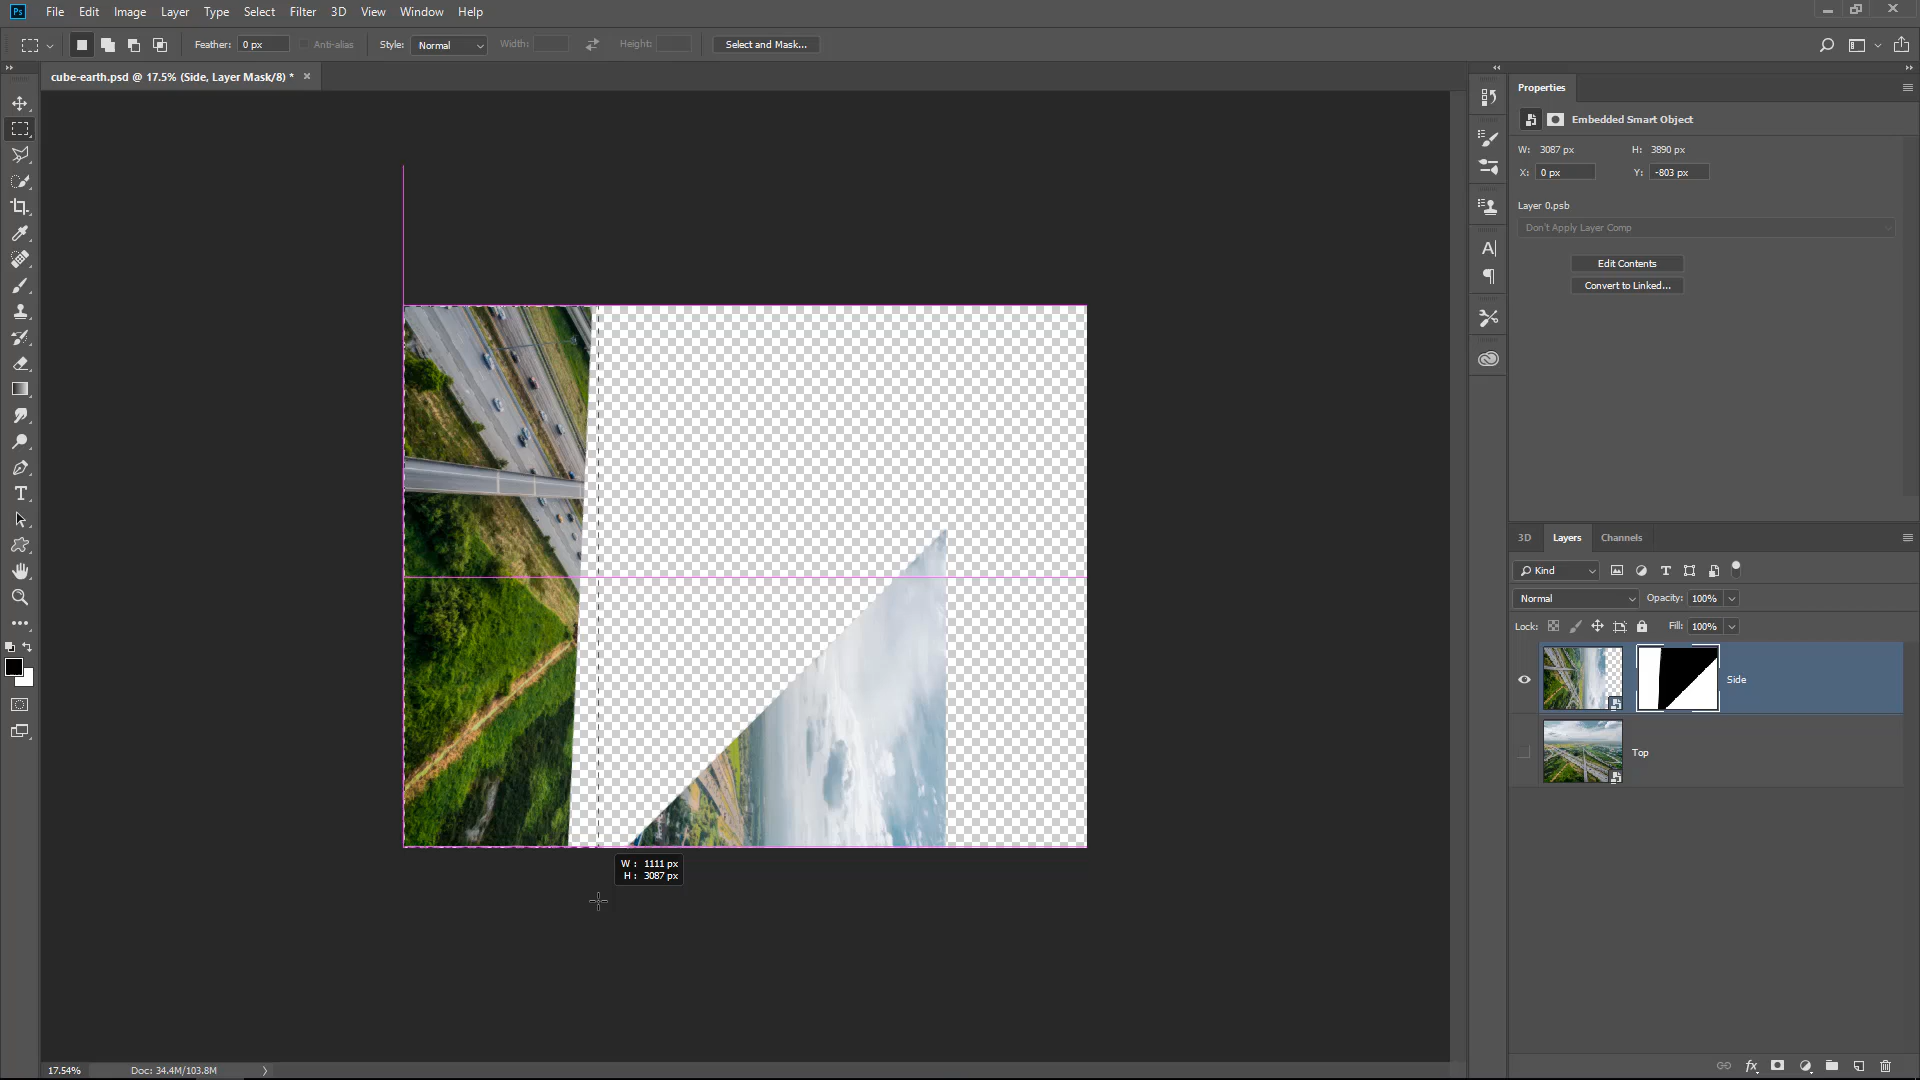 Ps File Edit Image Layer Type Select Filter 3D View Window Help
Feather: 0 px Anti-alias Style: Normal Width: Height: Select and Mask...
cube-earth.psd @ 17.5% (Side, Layer Mask/8) *
Properties
Embedded Smart Object
W: 3087 px H: 3890 px
X: 0 px Y: -803 px
Layer 0.psb
Don't Apply Layer Comp
Edit Contents
Convert to Linked...
3D Layers Channels
Kind
Normal Opacity: 100%
Lock: Fill: 100%
Side
Top
W : 1111 px
H : 3087 px
17.54% Doc: 34.4M/103.8M